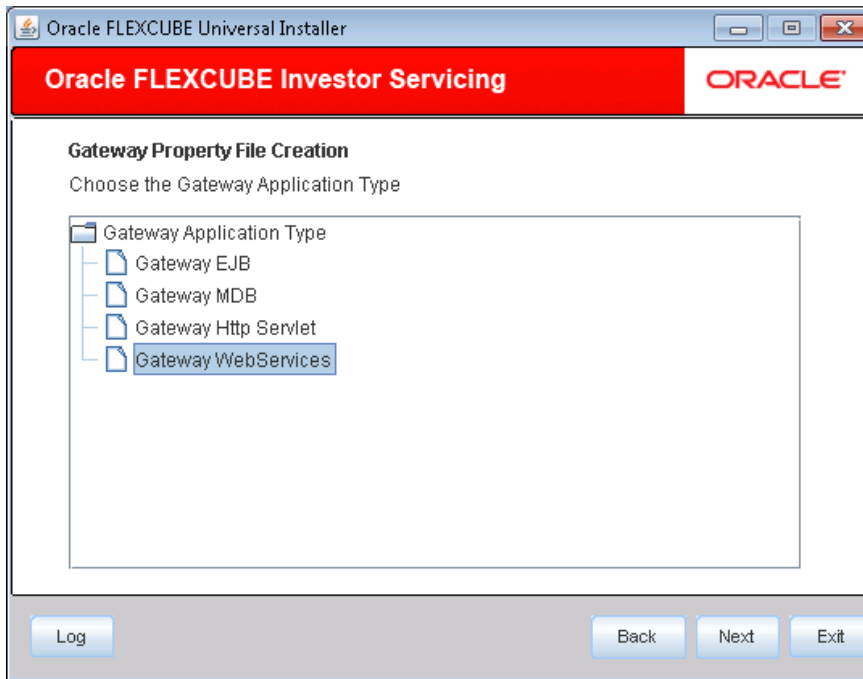 Oracle FLEXCUBE Universal Installer
Oracle FLEXCUBE Investor Servicing
ORACLE
Gateway Property File Creation
Choose the Gateway Application Type
Gateway Application Type
Gateway EJB
Gateway MDB
Gateway Http Servlet
Gateway WebServices
Log Back Next Exit